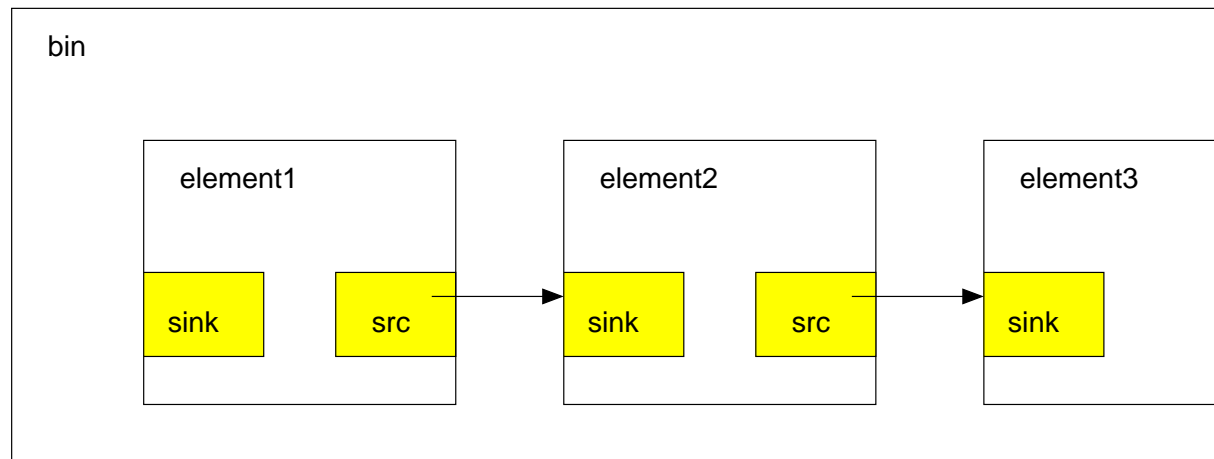 bin
element1
element2
element3
sink
src
sink
src
sink